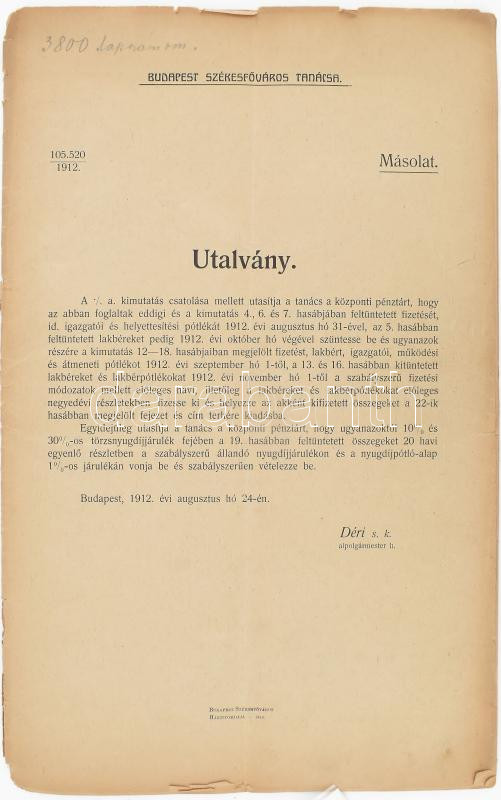 3800
BUDAPEST SZÉKESFŐVÁROS TANÁCSA.
105.520
1912.
Másolat.
Utalvány.
A ·/. a. kimutatás csatolása mellett utasítja a tanács a központi pénztárt, hogy
az abban foglaltak eddigi és a kimutatás 4., 6. és 7. hasábjában feltüntetett fizetését,
id. igazgatói és helyettesítési pótlékát 1912. évi augusztus hó 31-ével, az 5. hasábban
feltüntetett lakbéreket pedig 1912. évi október hó végével szüntesse be és ugyanazok
részére a kimutatás 12—18. hasábjaiban megjelölt fizetést, lakbért, igazgatói, működési
és átmeneti pótlékot 1912. évi szeptember hó 1-től, a 13. és 16. hasábban kitüntetett
lakbéreket és lakbérpótlékokat 1912. évi november hó 1-től a szabályszerű fizetési
módozatok mellett előleges havi, illetőleg a lakbéreket és lakbérpótlékokat előleges
negyedévi részletekben fizesse ki és helyezze az akként kifizetett összegeket a 22-ik
hasábban megjelölt fejezet és cím terhére kiadásba.
Egyidejűleg utasítja a tanács a központi pénztárt, hogy ugyanazoktól 10% és
30%-os törzsnyugdíjjárulék fejében a 19. hasábban feltüntetett összegeket 20 havi
egyenlő részletben a szabályszerű állandó nyugdíjjárulékon és a nyugdíjpótló-alap
1%-os járulékán vonja be és szabályszerűen vételezze be.
Budapest, 1912. évi augusztus hó 24-én.
Déri s. k.
alpolgármester h.
BUDAPEST SZÉKESFŐVÁROS
HÁZINYOMDÁJA — 1912.
darabanth